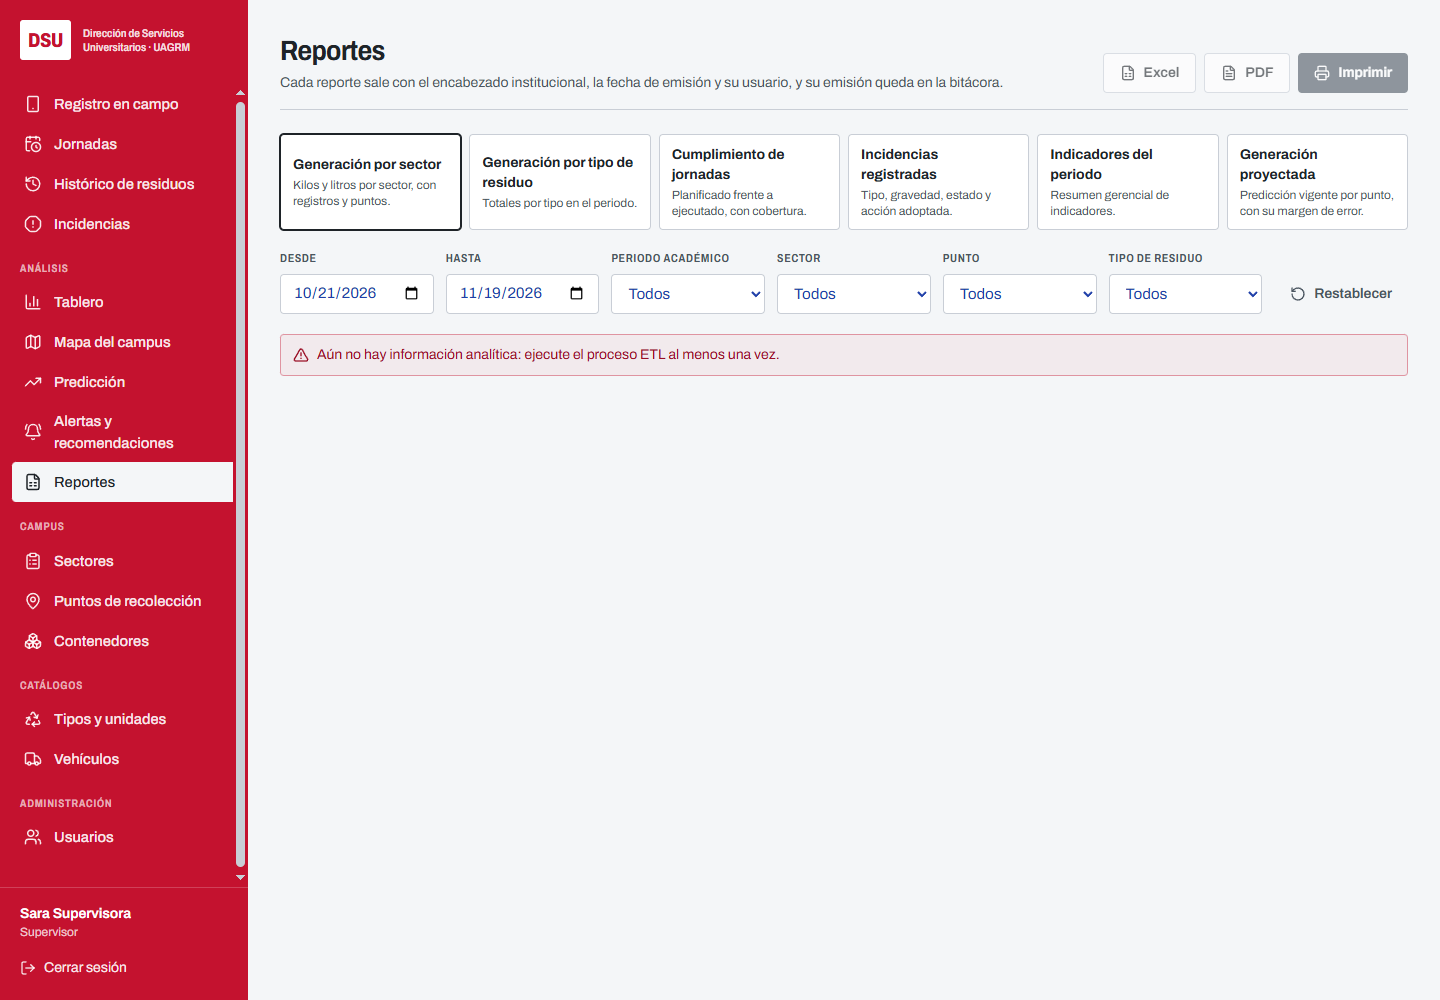 DSU
Dirección de Servicios
Universitarios · UAGRM
Registro en campo
Jornadas
Histórico de residuos
Incidencias
ANÁLISIS
Tablero
Mapa del campus
Predicción
Alertas y
recomendaciones
Reportes
CAMPUS
Sectores
Puntos de recolección
Contenedores
CATÁLOGOS
Tipos y unidades
Vehículos
ADMINISTRACIÓN
Usuarios
Sara Supervisora
Supervisor
Cerrar sesión
Reportes
Cada reporte sale con el encabezado institucional, la fecha de emisión y su usuario, y su emisión queda en la bitácora.
Excel
PDF
Imprimir
Generación por sector
Kilos y litros por sector, con
registros y puntos.
Generación por tipo de
residuo
Totales por tipo en el periodo.
Cumplimiento de
jornadas
Planificado frente a
ejecutado, con cobertura.
Incidencias
registradas
Tipo, gravedad, estado y
acción adoptada.
Indicadores del
periodo
Resumen gerencial de
indicadores.
Generación
proyectada
Predicción vigente por punto,
con su margen de error.
DESDE
10/21/2026
HASTA
11/19/2026
PERIODO ACADÉMICO
Todos
SECTOR
Todos
PUNTO
Todos
TIPO DE RESIDUO
Todos
Restablecer
Aún no hay información analítica: ejecute el proceso ETL al menos una vez.